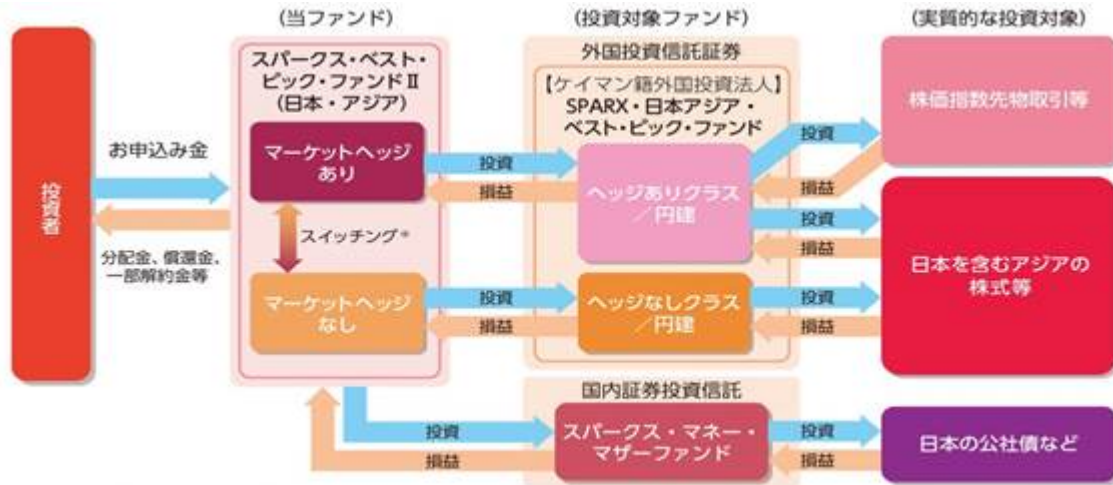 (当ファンド)
(投資対象ファンド)
(実質的な投資対象)
投資者
お申込み金
分配金、償還金、
一部解約金等
スパークス・ベスト・
ピック・ファンドⅡ
(日本・アジア)
マーケットヘッジ
あり
スイッチング*
マーケットヘッジ
なし
投資
損益
投資
損益
投資
損益
外国投資信託証券
【ケイマン籍外国投資法人】
SPARX・日本アジア・
ベスト・ピック・ファンド
ヘッジありクラス
/円建
ヘッジなしクラス
/円建
国内証券投資信託
スパークス・マネー・
マザーファンド
投資
損益
投資
損益
投資
損益
投資
損益
株価指数先物取引等
日本を含むアジアの
株式等
日本の公社債など